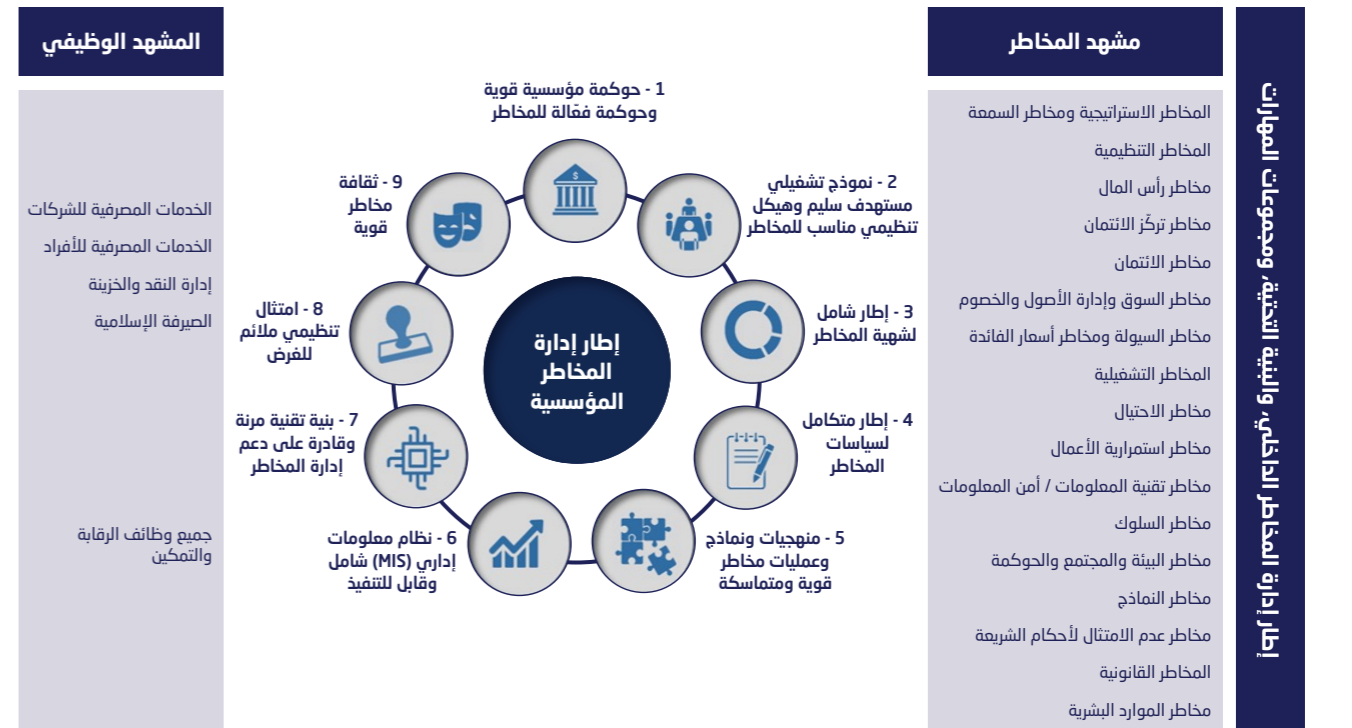 إطار إدارة المخاطر الداخلي، والبنية التحتية، ومجموعات المهارات
مشهد المخاطر
المخاطر الاستراتيجية ومخاطر السمعة
المخاطر التنظيمية
مخاطر رأس المال
مخاطر تركّز الائتمان
مخاطر الائتمان
مخاطر السوق وإدارة الأصول والخصوم
مخاطر السيولة ومخاطر أسعار الفائدة
المخاطر التشغيلية
مخاطر الاحتيال
مخاطر استمرارية الأعمال
مخاطر تقنية المعلومات / أمن المعلومات
مخاطر السلوك
مخاطر البيئة والمجتمع والحوكمة
مخاطر النماذج
مخاطر عدم الامتثال لأحكام الشريعة
المخاطر القانونية
مخاطر الموارد البشرية
1 - حوكمة مؤسسية قوية
وحوكمة فعّالة للمخاطر
2 - نموذج تشغيلي
مستهدف سليم وهيكل
تنظيمي مناسب للمخاطر
3 - إطار شامل
لشهية المخاطر
4 - إطار متكامل
لسياسات
المخاطر
5 - منهجيات ونماذج
وعمليات مخاطر
قوية ومتماسكة
6 - نظام معلومات
إداري (MIS) شامل
وقابل للتنفيذ
7 - بنية تقنية مرنة
وقادرة على دعم
إدارة المخاطر
8 - امتثال
تنظيمي ملائم
للغرض
9 - ثقافة
مخاطر
قوية
إطار إدارة
المخاطر
المؤسسية
المشهد الوظيفي
الخدمات المصرفية للشركات
الخدمات المصرفية للأفراد
إدارة النقد والخزينة
الصيرفة الإسلامية
جميع وظائف الرقابة
والتمكين